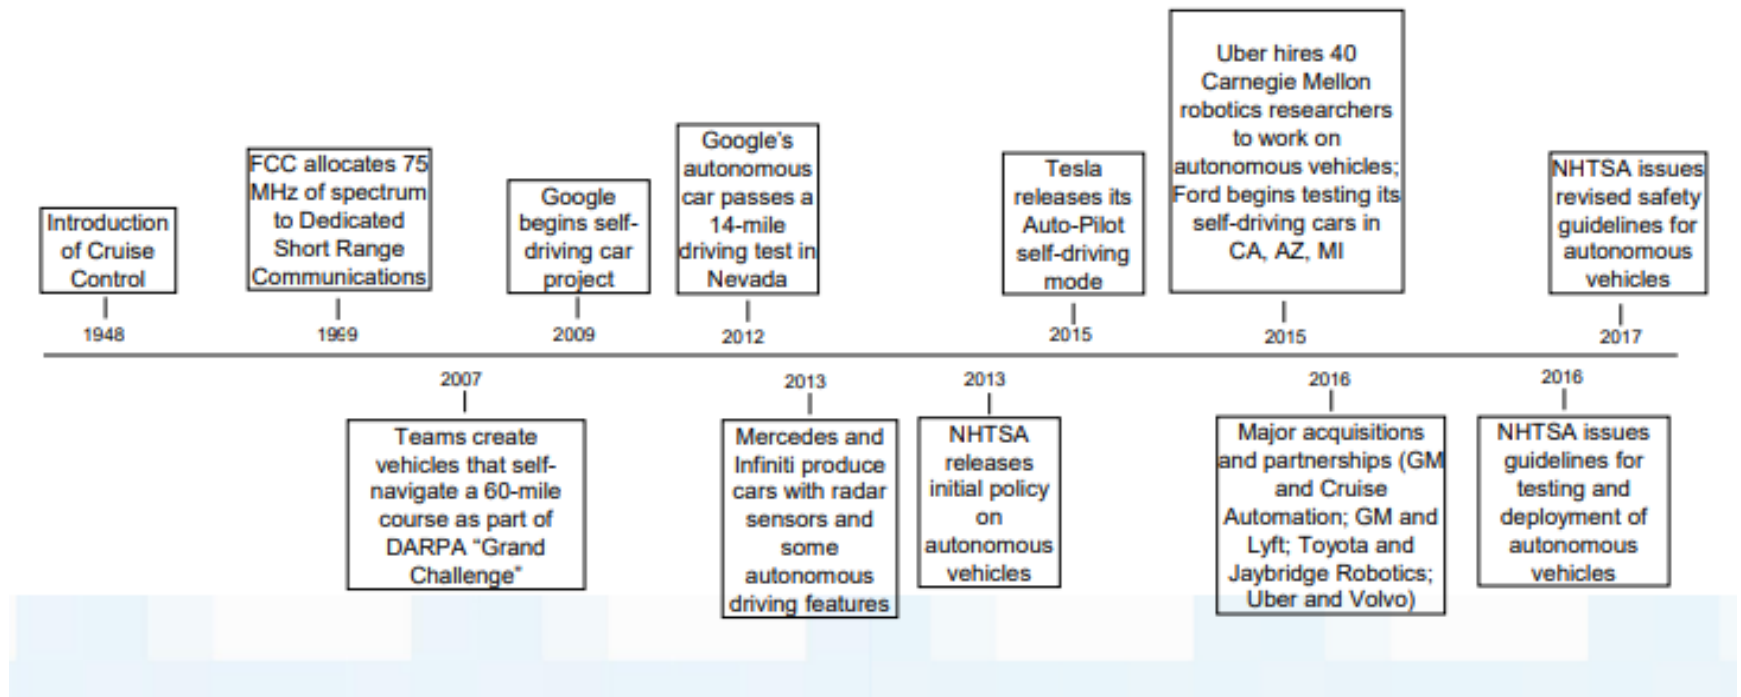 Introduction
of Cruise
Control
1948
FCC allocates 75
MHz of spectrum
to Dedicated
Short Range
Communications
1999
Google
begins self-
driving car
project
2009
Google's
autonomous
car passes a
14-mile
driving test in
Nevada
2012
Tesla
releases its
Auto-Pilot
self-driving
mode
2015
Uber hires 40
Carnegie Mellon
robotics researchers
to work on
autonomous vehicles;
Ford begins testing its
self-driving cars in
CA, AZ, MI
2015
NHTSA issues
revised safety
guidelines for
autonomous
vehicles
2017
2007
Teams create
vehicles that self-
navigate a 60-mile
course as part of
DARPA "Grand
Challenge"
2013
Mercedes and
Infiniti produce
cars with radar
sensors and
some
autonomous
driving features
2013
NHTSA
releases
initial policy
on
autonomous
vehicles
2016
Major acquisitions
and partnerships (GM
and Cruise
Automation; GM and
Lyft; Toyota and
Jaybridge Robotics;
Uber and Volvo)
2016
NHTSA issues
guidelines for
testing and
deployment of
autonomous
vehicles